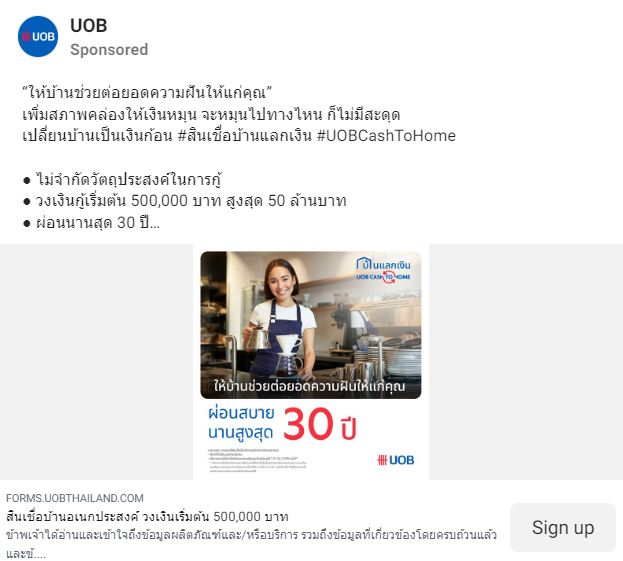 UOB
UOB
Sponsored
“ให้บ้านช่วยต่อยอดความฝันให้แก่คุณ”
เพิ่มสภาพคล่องให้เงินหมุน จะหมุนไปทางไหน ก็ไม่มีสะดุด
เปลี่ยนบ้านเป็นเงินก้อน #สินเชื่อบ้านแลกเงิน #UOBCashToHome
● ไม่จำกัดวัตถุประสงค์ในการกู้
● วงเงินกู้เริ่มต้น 500,000 บาท สูงสุด 50 ล้านบาท
● ผ่อนนานสุด 30 ปี...
บ้านแลกเงิน
UOB CASH TO HOME
ให้บ้านช่วยต่อยอดความฝันให้แก่คุณ
ผ่อนสบาย
นานสูงสุด 30 ปี
UOB
FORMS.UOBTHAILAND.COM
สินเชื่อบ้านอเนกประสงค์ วงเงินเริ่มต้น 500,000 บาท
ข้าพเจ้าได้อ่านและเข้าใจถึงข้อมูลผลิตภัณฑ์และ/หรือบริการ รวมถึงข้อมูลที่เกี่ยวข้องโดยครบถ้วนแล้ว
และข้....
Sign up